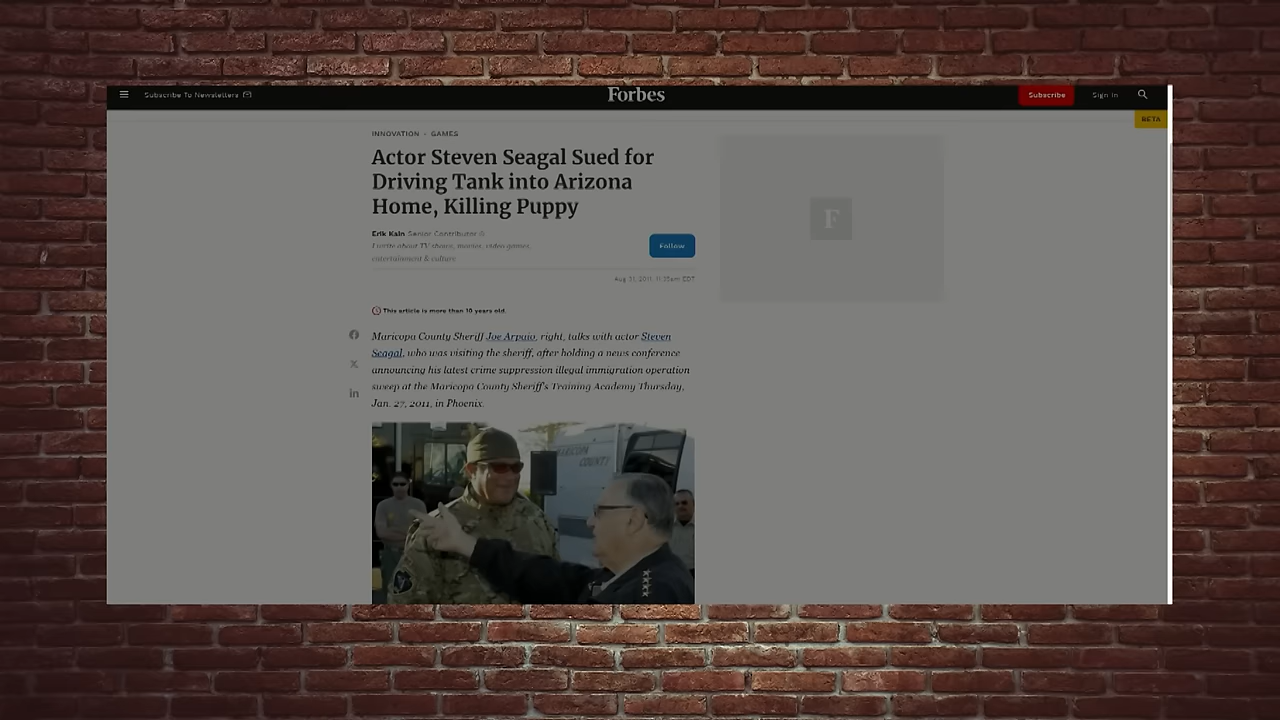 Subscribe To Newsletters
Forbes
Subscribe
Sign In
BETA
INNOVATION · GAMES
Actor Steven Seagal Sued for
Driving Tank into Arizona
Home, Killing Puppy
F
Erik Kain Senior Contributor
I write about TV shows, movies, video games,
entertainment & culture.
Follow
Aug 31, 2011, 11:35am EDT
This article is more than 10 years old.
Maricopa County Sheriff Joe Arpaio, right, talks with actor Steven
Seagal, who was visiting the sheriff, after holding a news conference
announcing his latest crime suppression illegal immigration operation
sweep at the Maricopa County Sheriff's Training Academy Thursday,
Jan. 27, 2011, in Phoenix.
MARICOPA
COUNTY